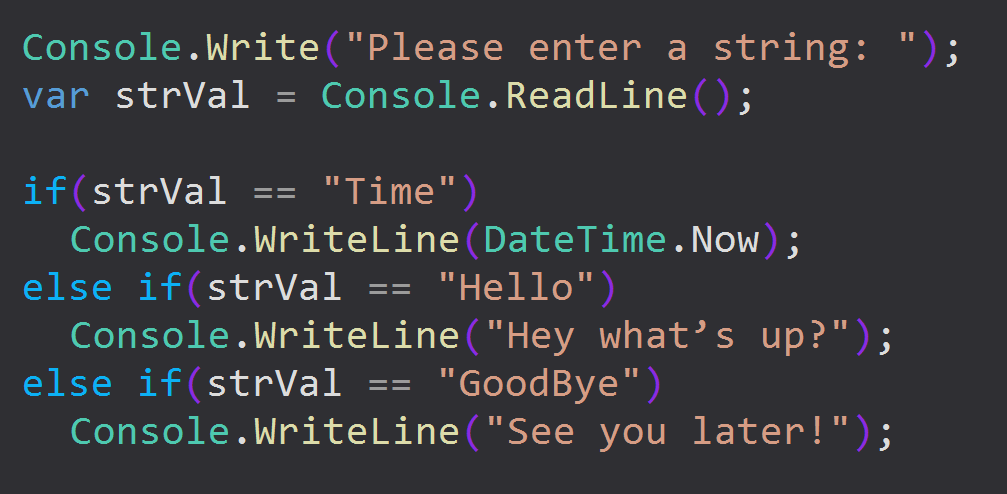 Console.Write("Please enter a string: ");
var strVal = Console.ReadLine();

if(strVal == "Time")
  Console.WriteLine(DateTime.Now);
else if(strVal == "Hello")
  Console.WriteLine("Hey what’s up?");
else if(strVal == "GoodBye")
  Console.WriteLine("See you later!");